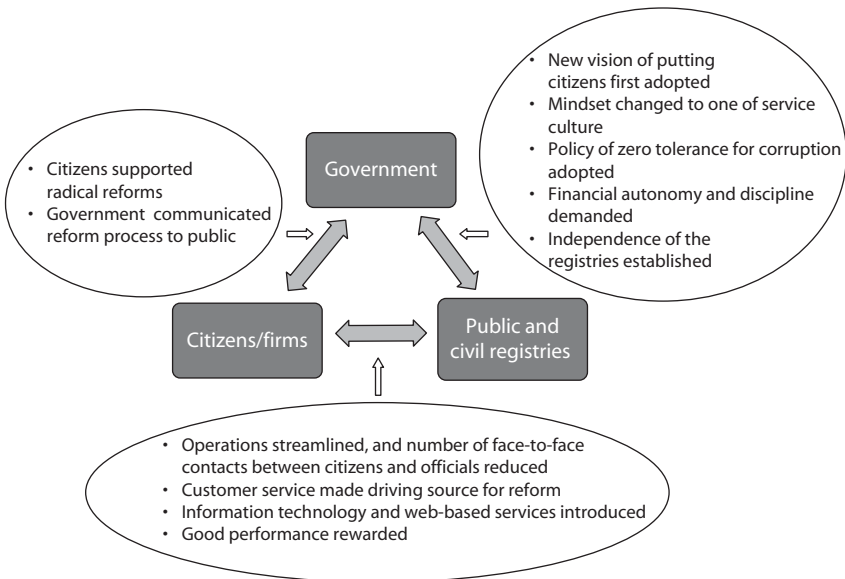 • New vision of putting
citizens first adopted
• Mindset changed to one of service
culture
• Policy of zero tolerance for corruption
adopted
• Financial autonomy and discipline
demanded
• Independence of the
registries established
Government
• Citizens supported
radical reforms
• Government communicated
reform process to public
Citizens/firms
Public and
civil registries
• Operations streamlined, and number of face-to-face
contacts between citizens and officials reduced
• Customer service made driving source for reform
• Information technology and web-based services introduced
• Good performance rewarded